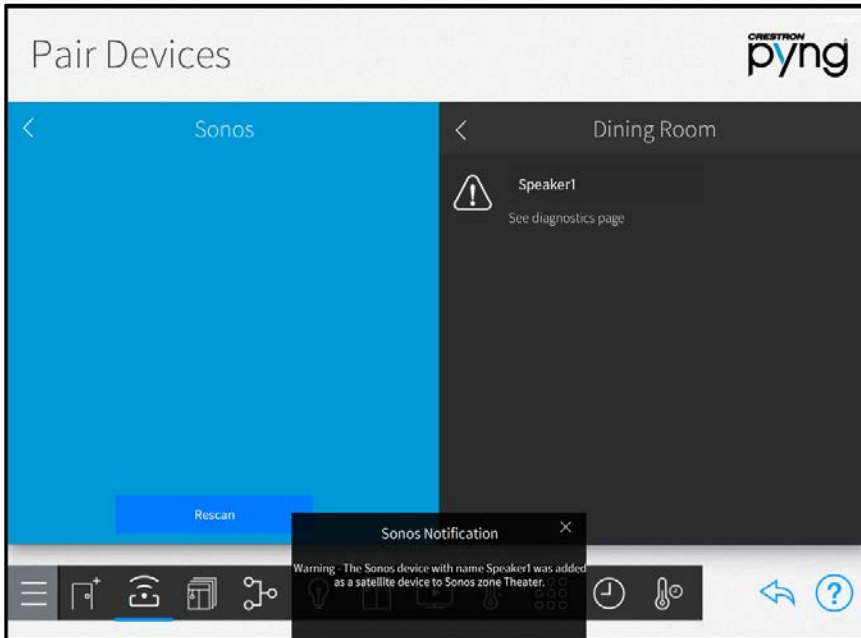 Pair Devices
CRESTRON
pyng
Sonos
Dining Room
Speaker1
See diagnostics page
Rescan
Sonos Notification
Warning - The Sonos device with name Speaker1 was added
as a satellite device to Sonos zone Theater.
?